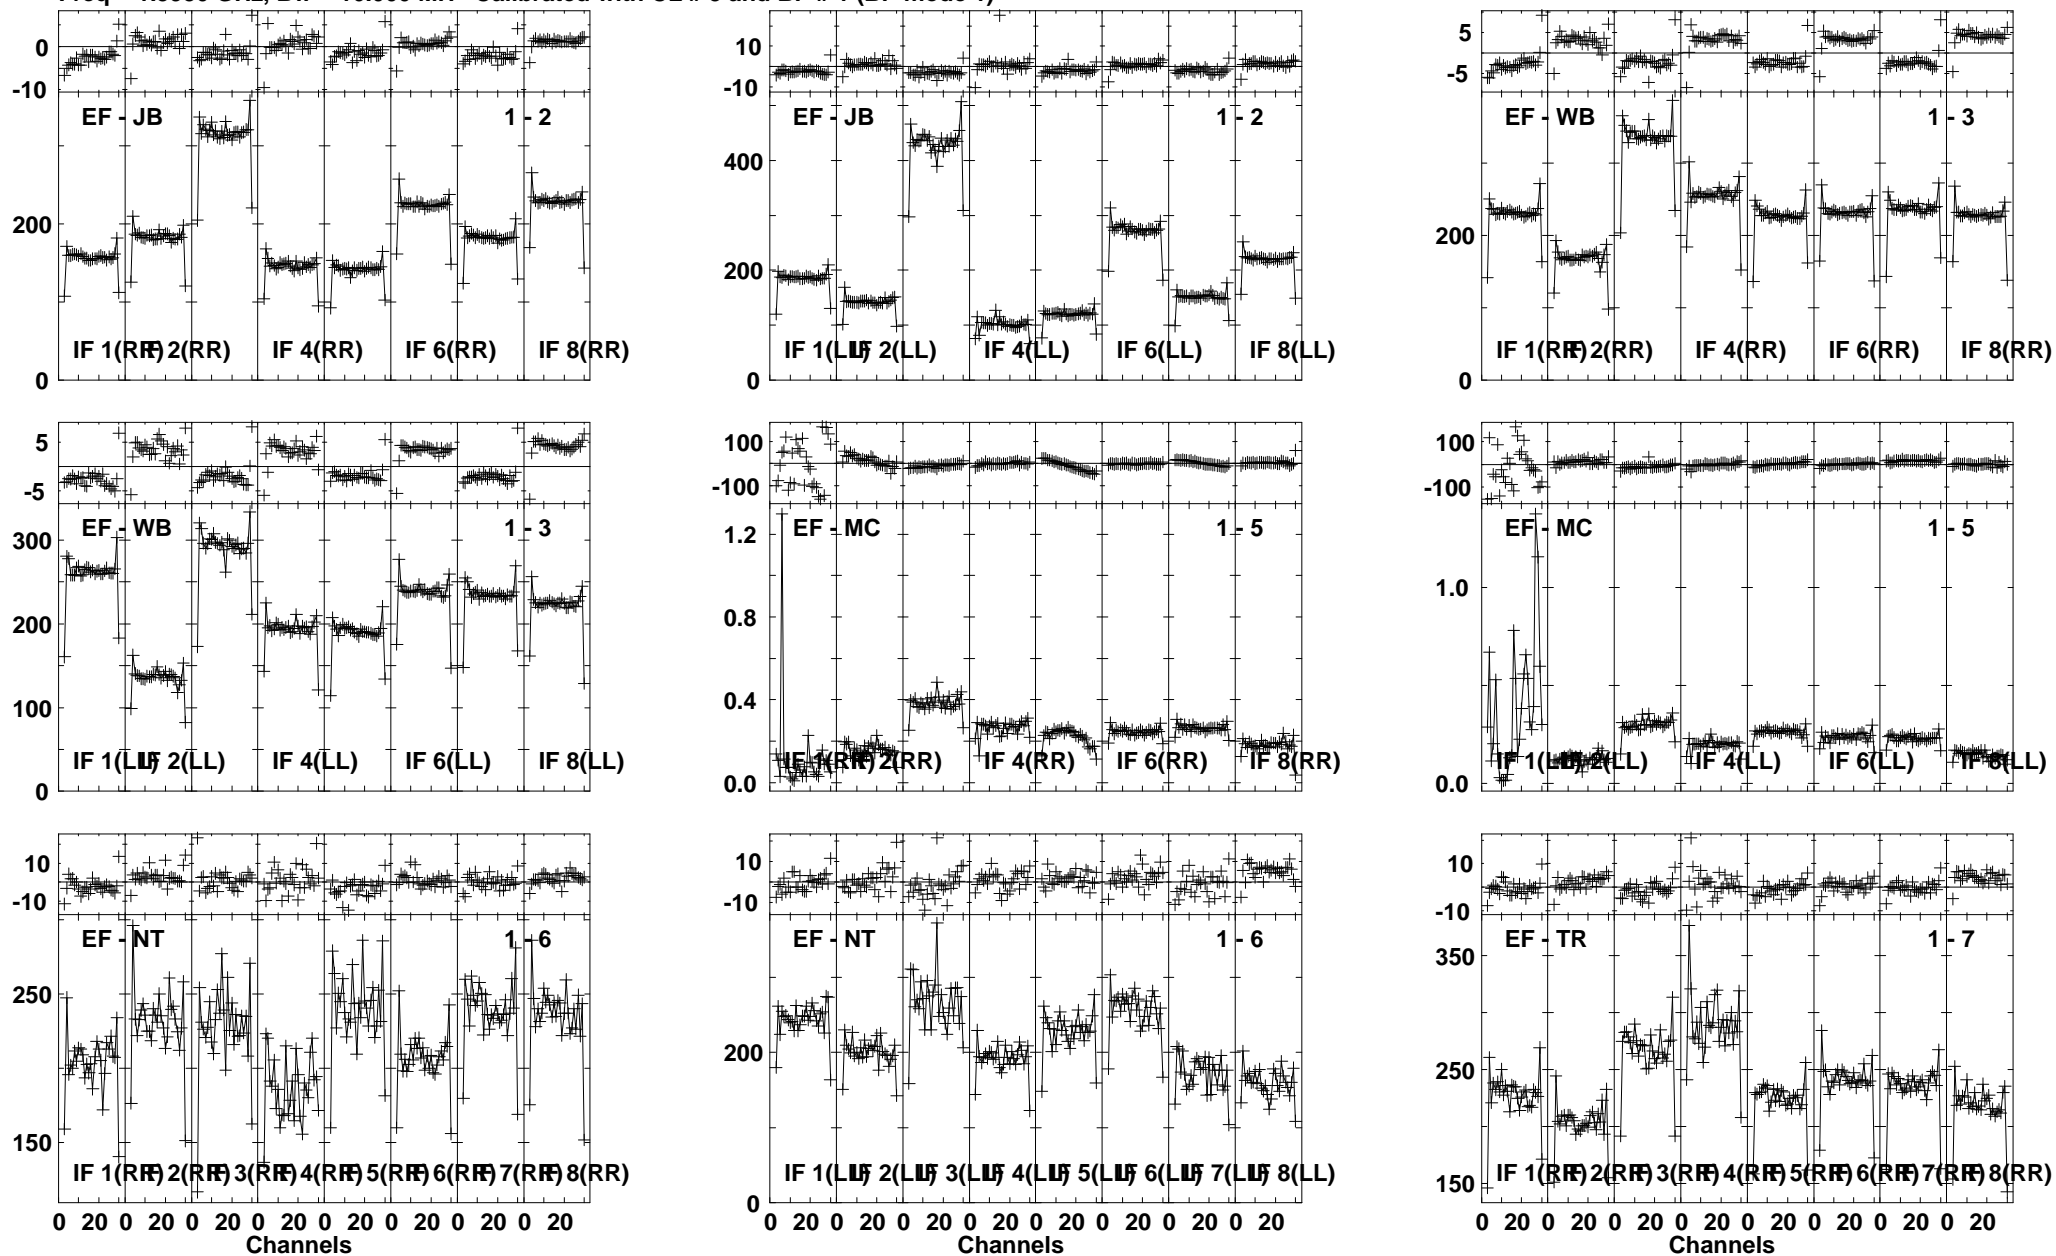 0
-10
EF - JB 1 - 2
200
0
IF 1(RR) IF 2(RR) IF 4(RR) IF 6(RR) IF 8(RR)
10
-10
EF - JB 1 - 2
400
200
0
IF 1(LL) IF 2(LL) IF 4(LL) IF 6(LL) IF 8(LL)
5
-5
EF - WB 1 - 3
200
0
IF 1(RR) IF 2(RR) IF 4(RR) IF 6(RR) IF 8(RR)
5
-5
EF - WB 1 - 3
300
200
100
0
IF 1(LL) IF 2(LL) IF 4(LL) IF 6(LL) IF 8(LL)
100
-100
EF - MC 1 - 5
1.2
0.8
0.4
0.0
IF 1(RR) IF 2(RR) IF 4(RR) IF 6(RR) IF 8(RR)
100
-100
EF - MC 1 - 5
1.0
0.0
IF 1(LL) IF 2(LL) IF 4(LL) IF 6(LL) IF 8(LL)
10
-10
EF - NT 1 - 6
250
150
IF 1(RR) IF 2(RR) IF 3(RR) IF 4(RR) IF 5(RR) IF 6(RR) IF 7(RR) IF 8(RR)
0 20 0 20 0 20 0 20 0 20 0 20 0 20 0 20
Channels
10
-10
EF - NT 1 - 6
200
0
IF 1(LL) IF 2(LL) IF 3(LL) IF 4(LL) IF 5(LL) IF 6(LL) IF 7(LL) IF 8(LL)
0 20 0 20 0 20 0 20 0 20 0 20 0 20 0 20
Channels
10
-10
EF - TR 1 - 7
350
250
150
IF 1(RR) IF 2(RR) IF 3(RR) IF 4(RR) IF 5(RR) IF 6(RR) IF 7(RR) IF 8(RR)
0 20 0 20 0 20 0 20 0 20 0 20 0 20 0 20
Channels